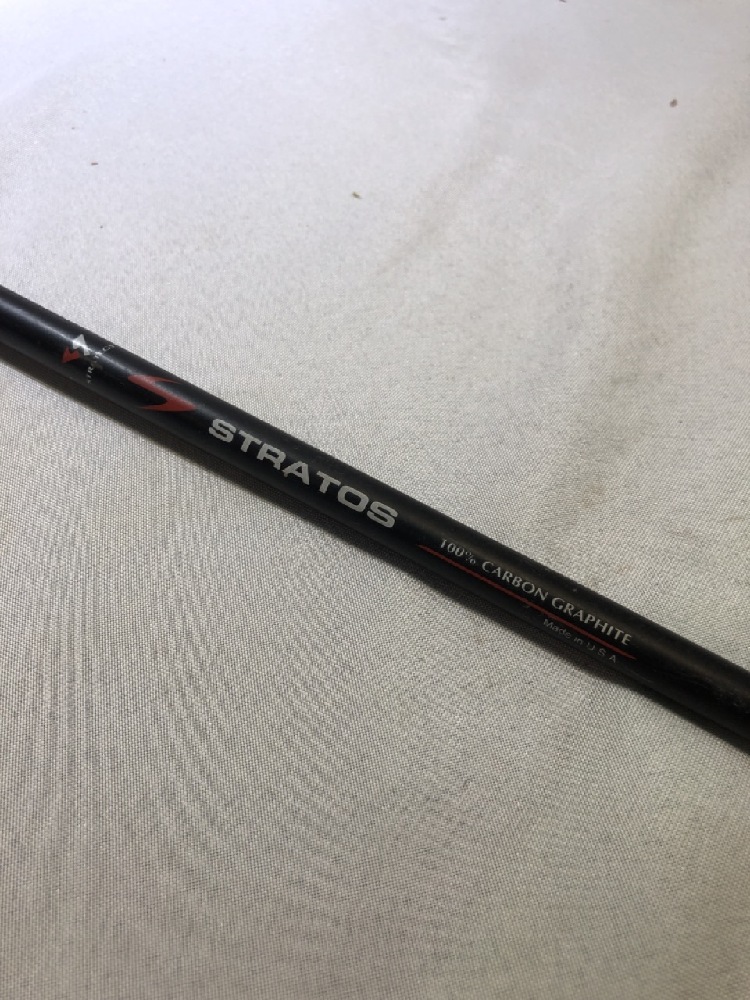 STRATOS
100% CARBON GRAPHITE
Made in U.S.A